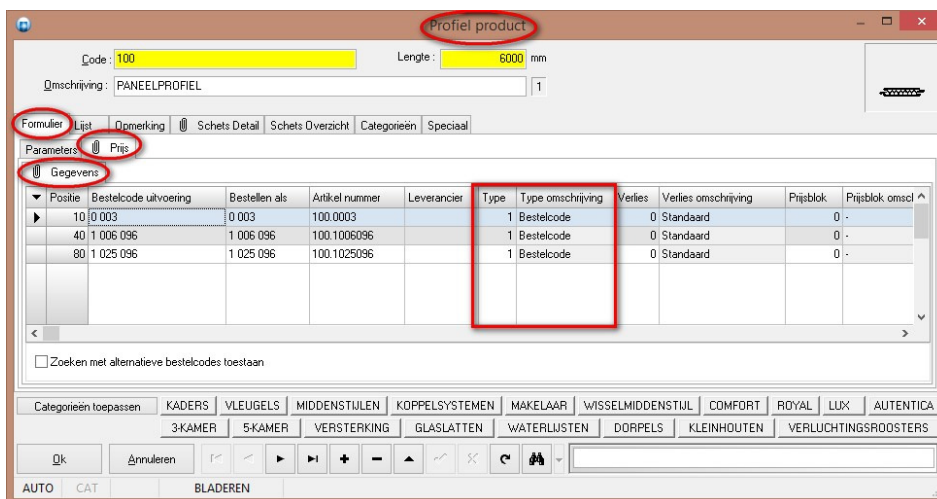 Profiel product
Code : 100 Lengte : 6000 mm
Omschrijving : PANEELPROFIEL 1
Formulier Lijst Opmerking Schets Detail Schets Overzicht Categorieën Speciaal
Parameters Prijs
Gegevens
Positie Bestelcode uitvoering Bestellen als Artikel nummer Leverancier Type Type omschrijving Verlies Verlies omschrijving Prijsblok Prijsblok omscl
10 0 003 0 003 100.0003 1 Bestelcode 0 Standaard 0 -
40 1 006 096 1 006 096 100.1006096 1 Bestelcode 0 Standaard 0 -
80 1 025 096 1 025 096 100.1025096 1 Bestelcode 0 Standaard 0 -
Zoeken met alternatieve bestelcodes toestaan
Categorieën toepassen KADERS VLEUGELS MIDDENSTIJLEN KOPPELSYSTEMEN MAKELAAR WISSELMIDDENSTIJL COMFORT ROYAL LUX AUTENTICA
3-KAMER 5-KAMER VERSTERKING GLASLATTEN WATERLIJSTEN DORPELS KLEINHOUTEN VERLUCHTINGSROOSTERS
Ok Annuleren
AUTO CAT BLADEREN